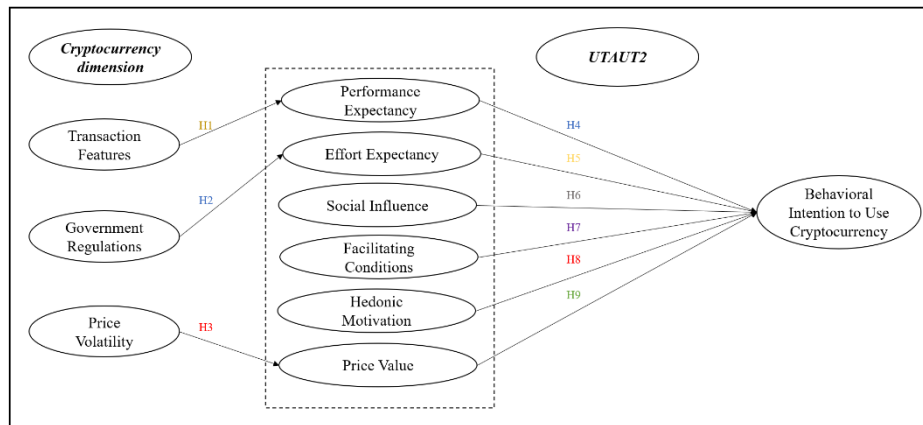 Cryptocurrency
dimension
UTAUT2
Performance
Expectancy
Transaction
Features
H1
H4
Effort Expectancy
H5
Government
Regulations
H2
Social Influence
H6
Behavioral
Intention to Use
Cryptocurrency
Facilitating
Conditions
H7
H8
Hedonic
Motivation
H9
Price
Volatility
H3
Price Value